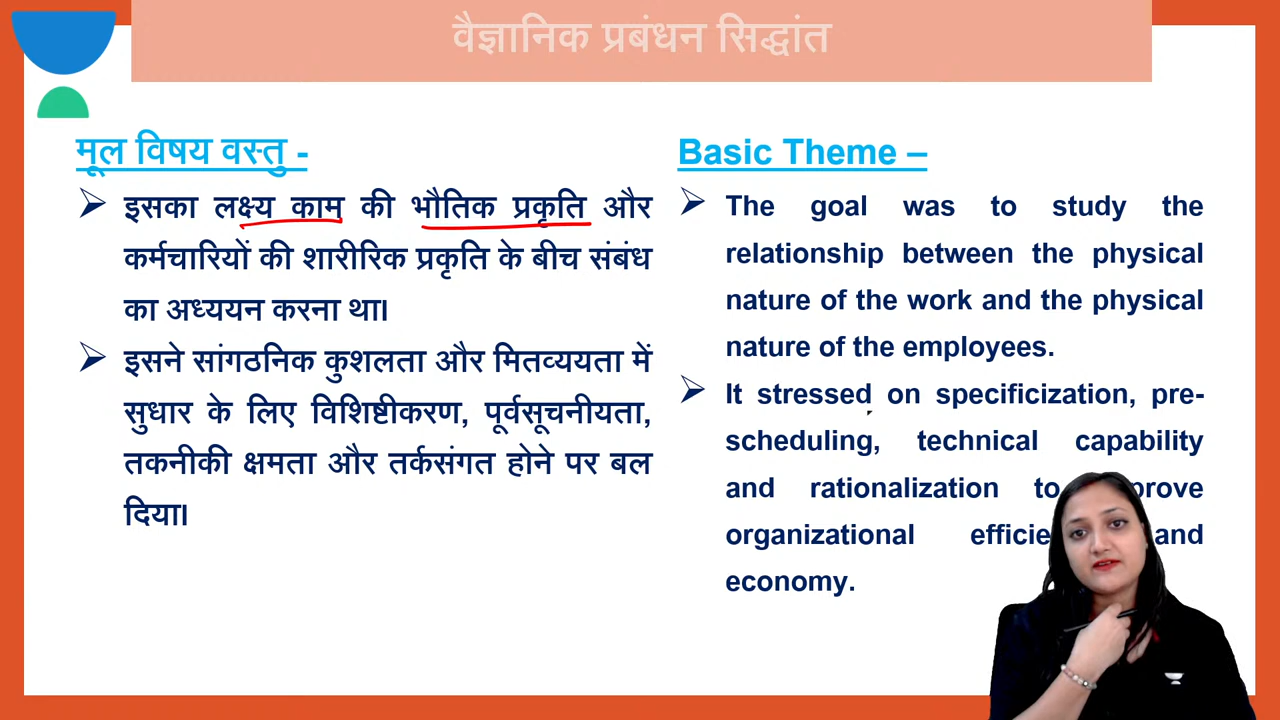 वैज्ञानिक प्रबंधन सिद्धांत
मूल विषय वस्तु -
इसका लक्ष्य काम की भौतिक प्रकृति और
कर्मचारियों की शारीरिक प्रकृति के बीच संबंध
का अध्ययन करना था।
इसने सांगठनिक कुशलता और मितव्ययता में
सुधार के लिए विशिष्टीकरण, पूर्वसूचनीयता,
तकनीकी क्षमता और तर्कसंगत होने पर बल
दिया।
Basic Theme –
The goal was to study the
relationship between the physical
nature of the work and the physical
nature of the employees.
It stressed on specificization, pre-
scheduling, technical capability
and rationalization to
organizational and
economy.